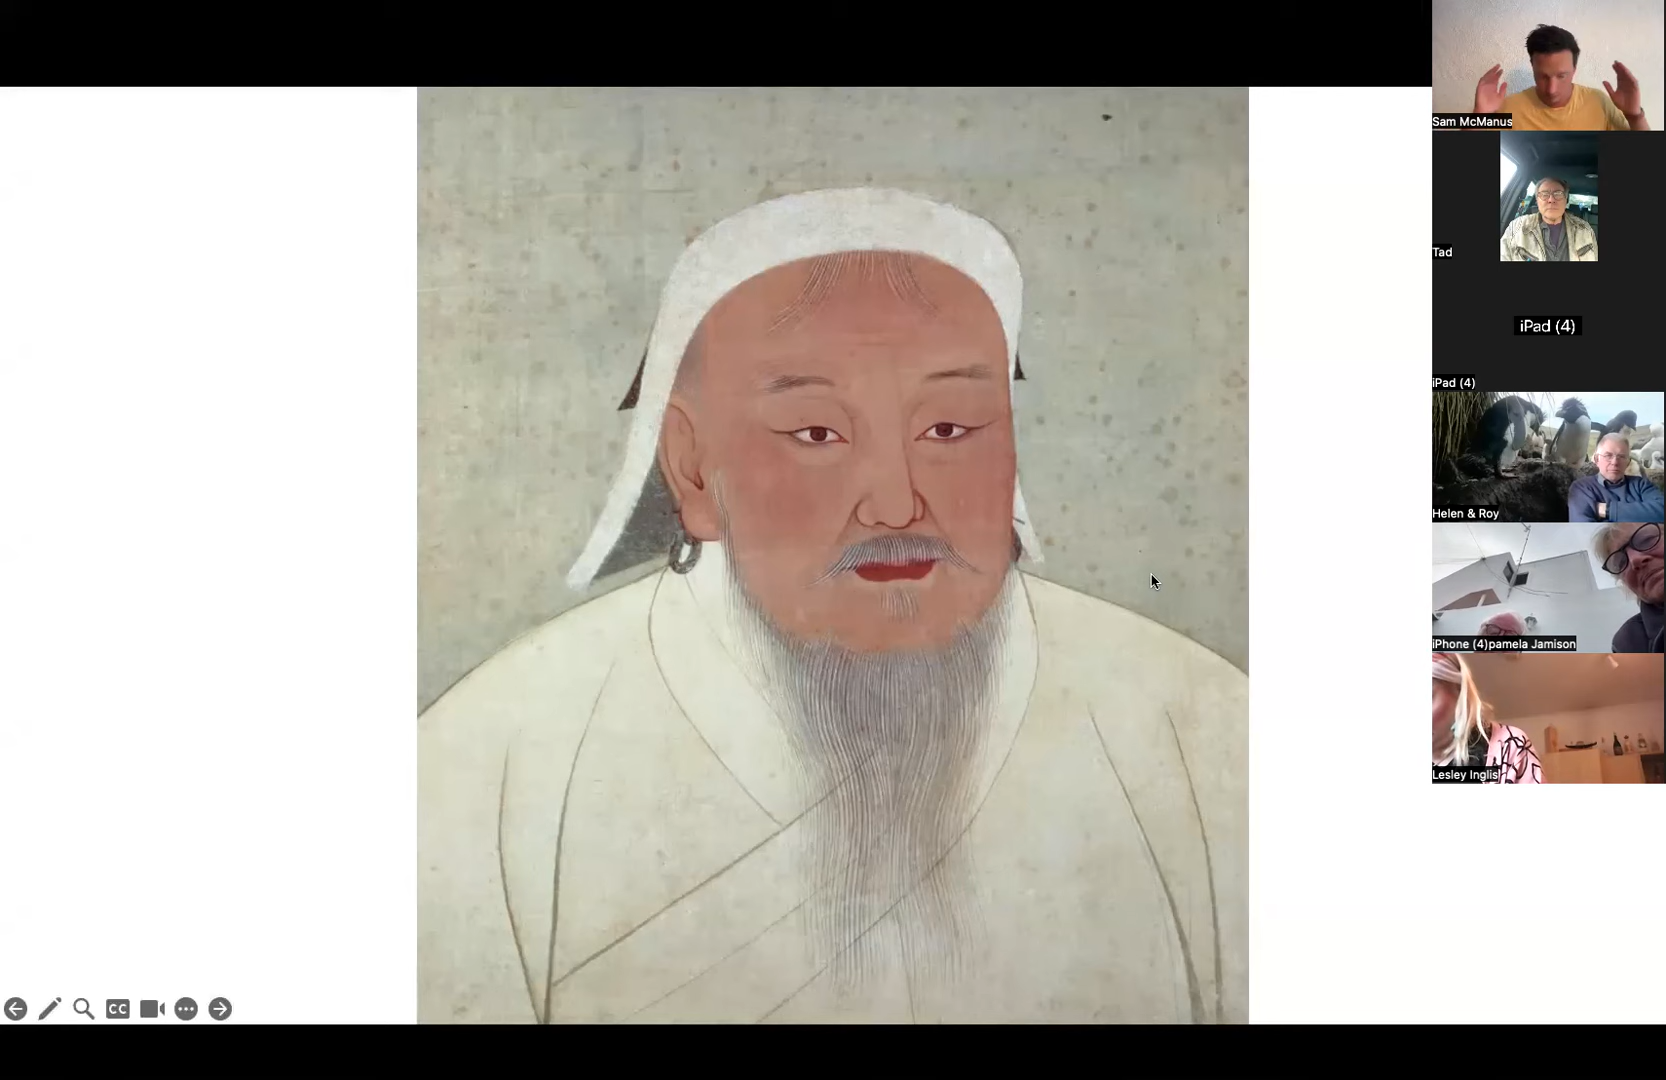 Sam McManus
Tad
iPad (4)
iPad (4)
Helen & Roy
iPhone (4)pamela Jamison
Lesley Inglis
CC